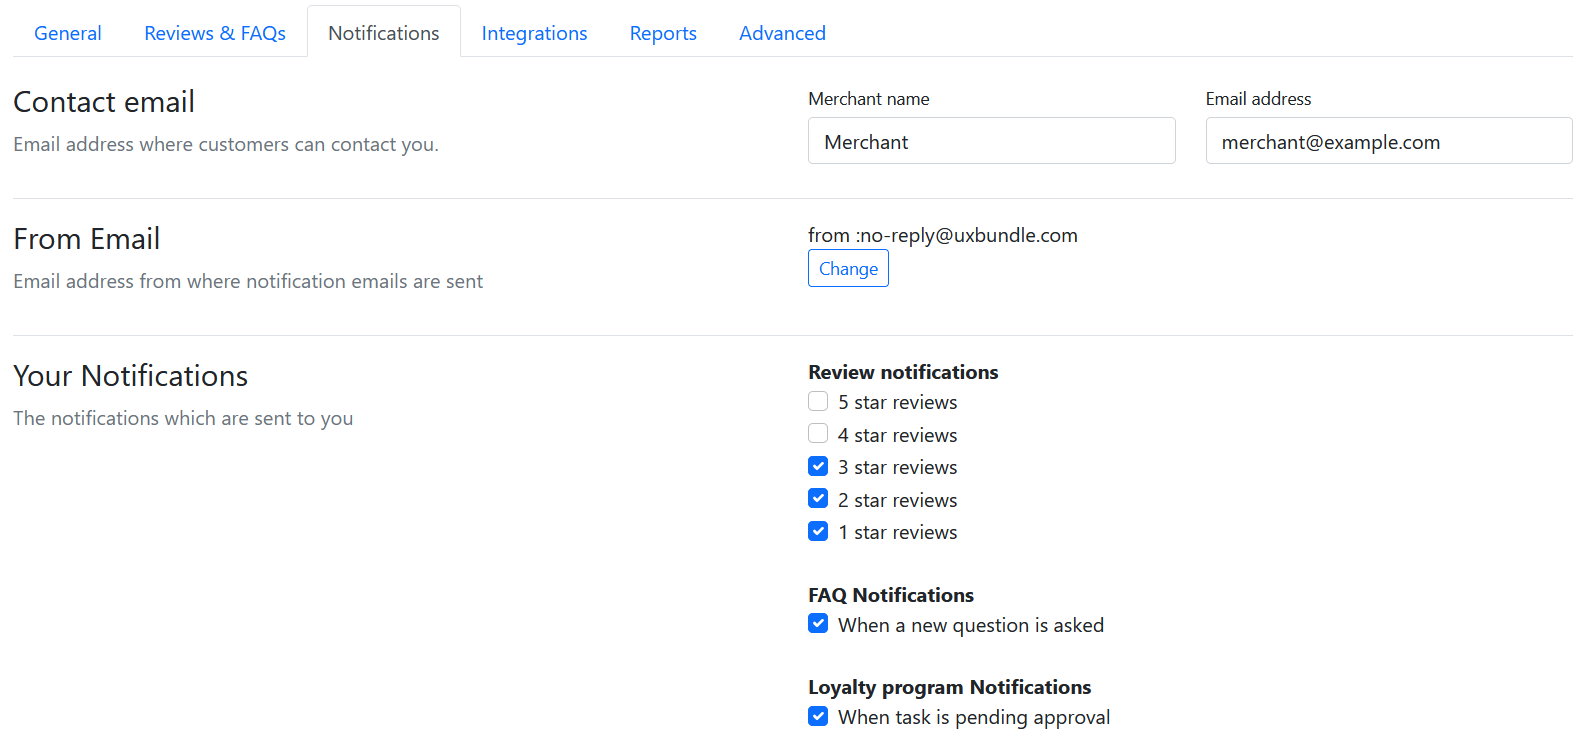 General Reviews & FAQs Notifications Integrations Reports Advanced
Contact email
Email address where customers can contact you.
Merchant name
Merchant
Email address
merchant@example.com
From Email
Email address from where notification emails are sent
from :no-reply@uxbundle.com
Change
Your Notifications
The notifications which are sent to you
Review notifications
5 star reviews
4 star reviews
3 star reviews
2 star reviews
1 star reviews
FAQ Notifications
When a new question is asked
Loyalty program Notifications
When task is pending approval